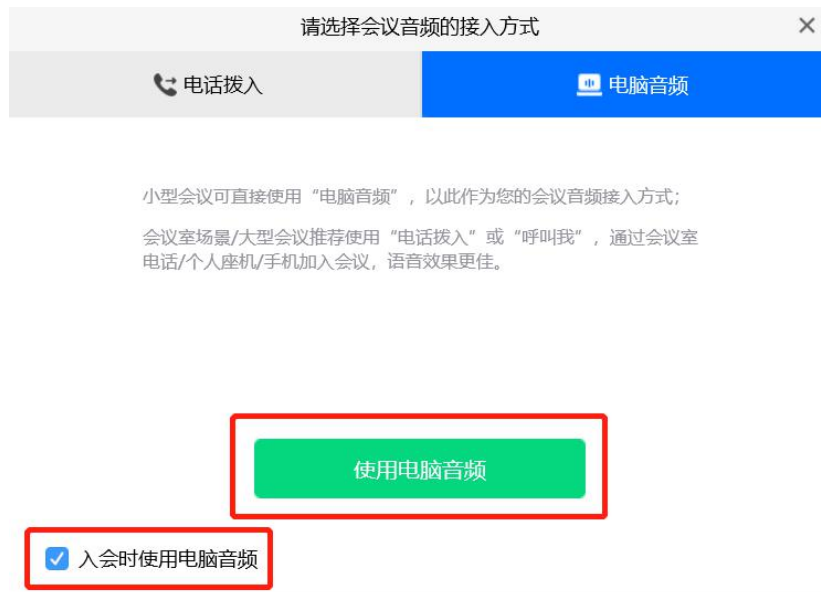 请选择会议音频的接入方式
电话拨入
电脑音频
小型会议可直接使用“电脑音频”，以此作为您的会议音频接入方式；
会议室场景/大型会议推荐使用“电话拨入”或“呼叫我”，通过会议室
电话/个人座机/手机加入会议，语音效果更佳。
使用电脑音频
入会时使用电脑音频